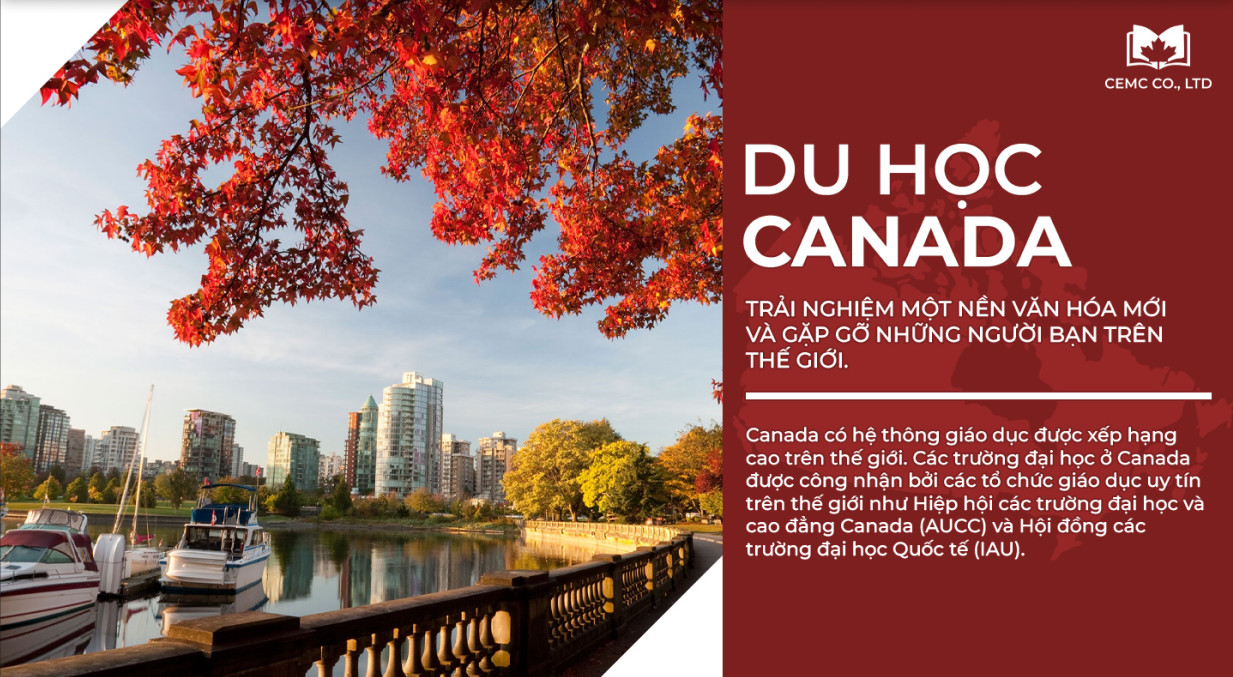 CEMC CO., LTD
DU HỌC
CANADA
TRẢI NGHIỆM MỘT NỀN VĂN HÓA MỚI
VÀ GẶP GỠ NHỮNG NGƯỜI BẠN TRÊN
THẾ GIỚI.
Canada có hệ thông giáo dục được xếp hạng
cao trên thế giới. Các trường đại học ở Canada
được công nhận bởi các tổ chức giáo dục uy tín
trên thế giới như Hiệp hội các trường đại học và
cao đẳng Canada (AUCC) và Hội đồng các
trường đại học Quốc tế (IAU).